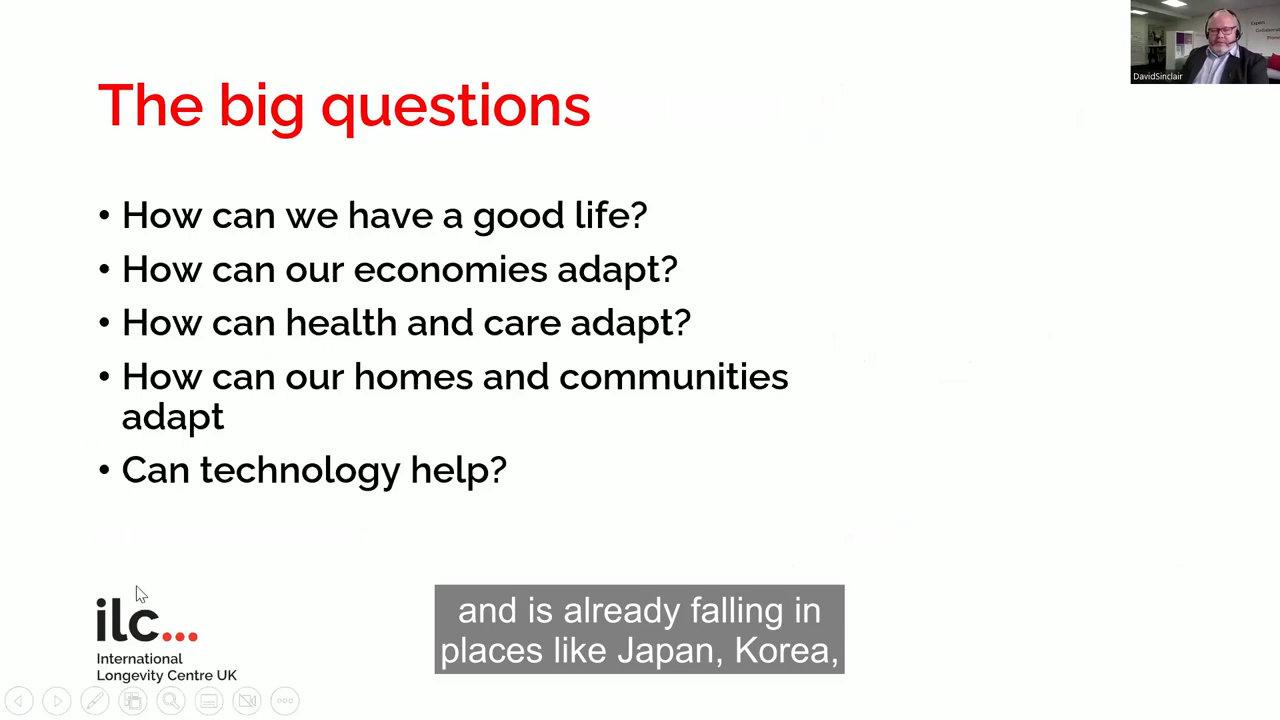 The big questions
• How can we have a good life?
• How can our economies adapt?
• How can health and care adapt?
• How can our homes and communities
adapt
• Can technology help?
DavidSinclair
ilc...
International
Longevity Centre UK
and is already falling in
places like Japan, Korea,